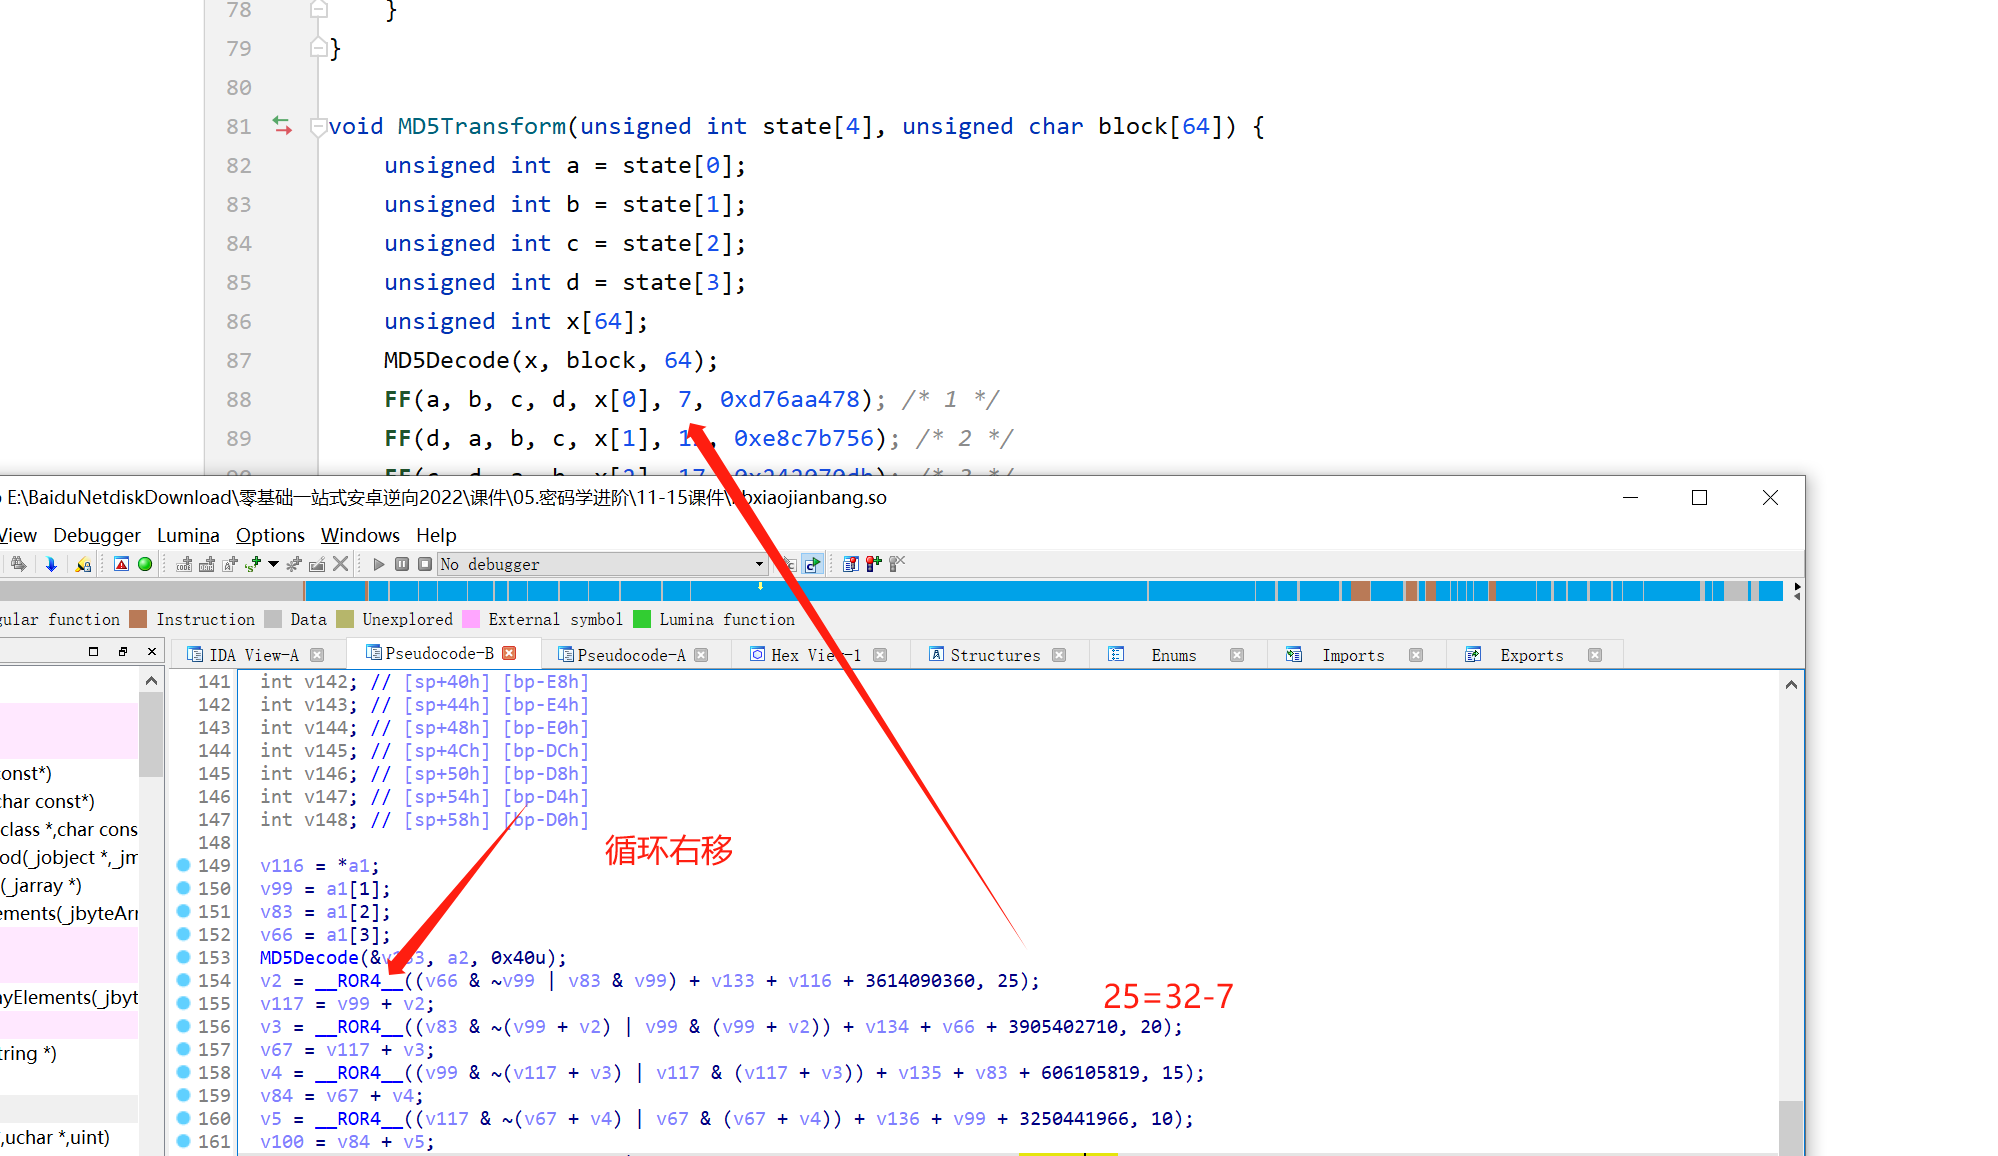 78 }
79 }
80
81 void MD5Transform(unsigned int state[4], unsigned char block[64]) {
82 unsigned int a = state[0];
83 unsigned int b = state[1];
84 unsigned int c = state[2];
85 unsigned int d = state[3];
86 unsigned int x[64];
87 MD5Decode(x, block, 64);
88 FF(a, b, c, d, x[0], 7, 0xd76aa478); /* 1 */
89 FF(d, a, b, c, x[1], 1 , 0xe8c7b756); /* 2 */
E:\BaiduNetdiskDownload\零基础一站式安卓逆向2022\课件\05.密码学进阶\11-15课件\ bxiaojianbang.so
View Debugger Lumina Options Windows Help
No debugger
gular function Instruction Data Unexplored External symbol Lumina function
IDA View-A Pseudocode-B Pseudocode-A Hex View-1 Structures Enums Imports Exports
onst*)
char const*)
class *,char cons
od(_jobject *,_jm
(_jarray *)
ements(_jbyteArr
yElements(_jbyt
tring *)
,uchar *,uint)
141 int v142; // [sp+40h] [bp-E8h]
142 int v143; // [sp+44h] [bp-E4h]
143 int v144; // [sp+48h] [bp-E0h]
144 int v145; // [sp+4Ch] [bp-DCh]
145 int v146; // [sp+50h] [bp-D8h]
146 int v147; // [sp+54h] [bp-D4h]
147 int v148; // [sp+58h] [bp-D0h]
148
循环右移
149 v116 = *a1;
150 v99 = a1[1];
151 v83 = a1[2];
152 v66 = a1[3];
153 MD5Decode(&v133, a2, 0x40u);
154 v2 = __ROR4__((v66 & ~v99 | v83 & v99) + v133 + v116 + 3614090360, 25);
25=32-7
155 v117 = v99 + v2;
156 v3 = __ROR4__((v83 & ~(v99 + v2) | v99 & (v99 + v2)) + v134 + v66 + 3905402710, 20);
157 v67 = v117 + v3;
158 v4 = __ROR4__((v99 & ~(v117 + v3) | v117 & (v117 + v3)) + v135 + v83 + 606105819, 15);
159 v84 = v67 + v4;
160 v5 = __ROR4__((v117 & ~(v67 + v4) | v67 & (v67 + v4)) + v136 + v99 + 3250441966, 10);
161 v100 = v84 + v5;